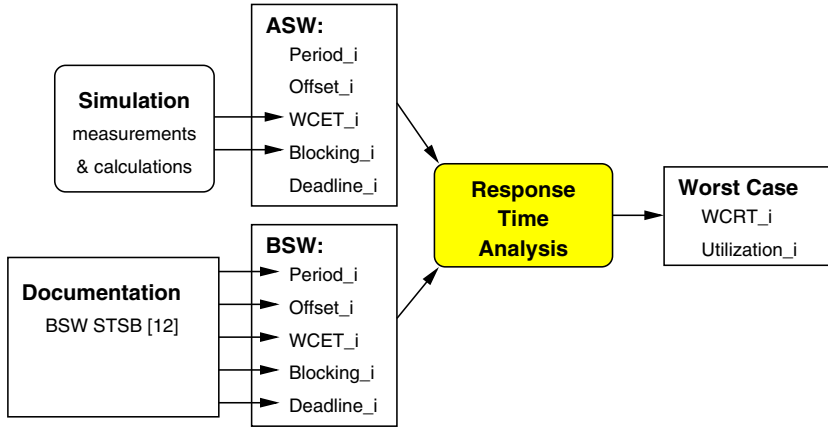 ASW:
Period_i
Offset_i
WCET_i
Blocking_i
Deadline_i
Simulation
measurements
& calculations
BSW:
Period_i
Offset_i
WCET_i
Blocking_i
Deadline_i
Documentation
BSW STSB [12]
Response
Time
Analysis
Worst Case
WCRT_i
Utilization_i